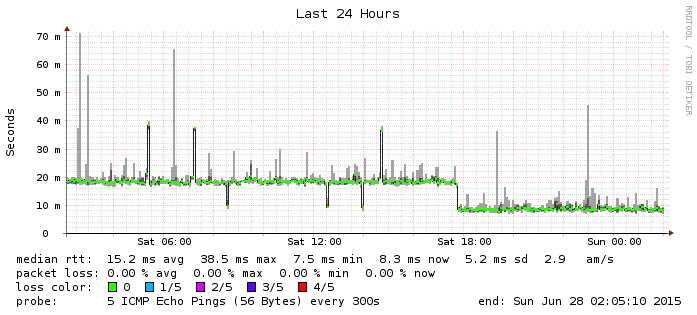 Last 24 Hours
RRDTOOL / TOBI OETIKER
Seconds
70 m
60 m
50 m
40 m
30 m
20 m
10 m
0
Sat 06:00 Sat 12:00 Sat 18:00 Sun 00:00
median rtt: 15.2 ms avg 38.5 ms max 7.5 ms min 8.3 ms now 5.2 ms sd 2.9 am/s
packet loss: 0.00 % avg 0.00 % max 0.00 % min 0.00 % now
loss color: 0 1/5 2/5 3/5 4/5
probe: 5 ICMP Echo Pings (56 Bytes) every 300s end: Sun Jun 28 02:05:10 2015